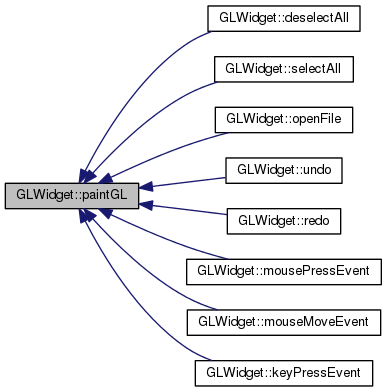 GLWidget::deselectAll
GLWidget::selectAll
GLWidget::openFile
GLWidget::undo
GLWidget::paintGL
GLWidget::redo
GLWidget::mousePressEvent
GLWidget::mouseMoveEvent
GLWidget::keyPressEvent